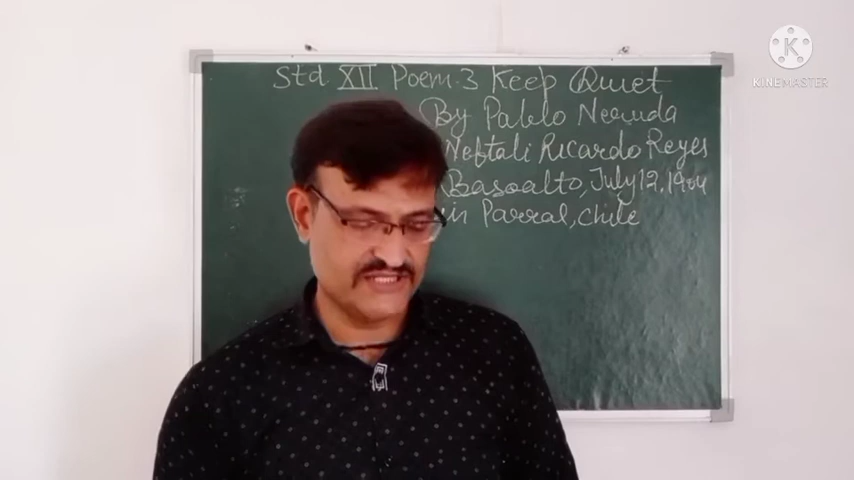 Std XII Poem.3 Keep Quiet
By Pablo Neruda
Neftali Ricardo Reyes
Basoalto, July 12, 1904
in Parral, Chile
K
KINEMASTER